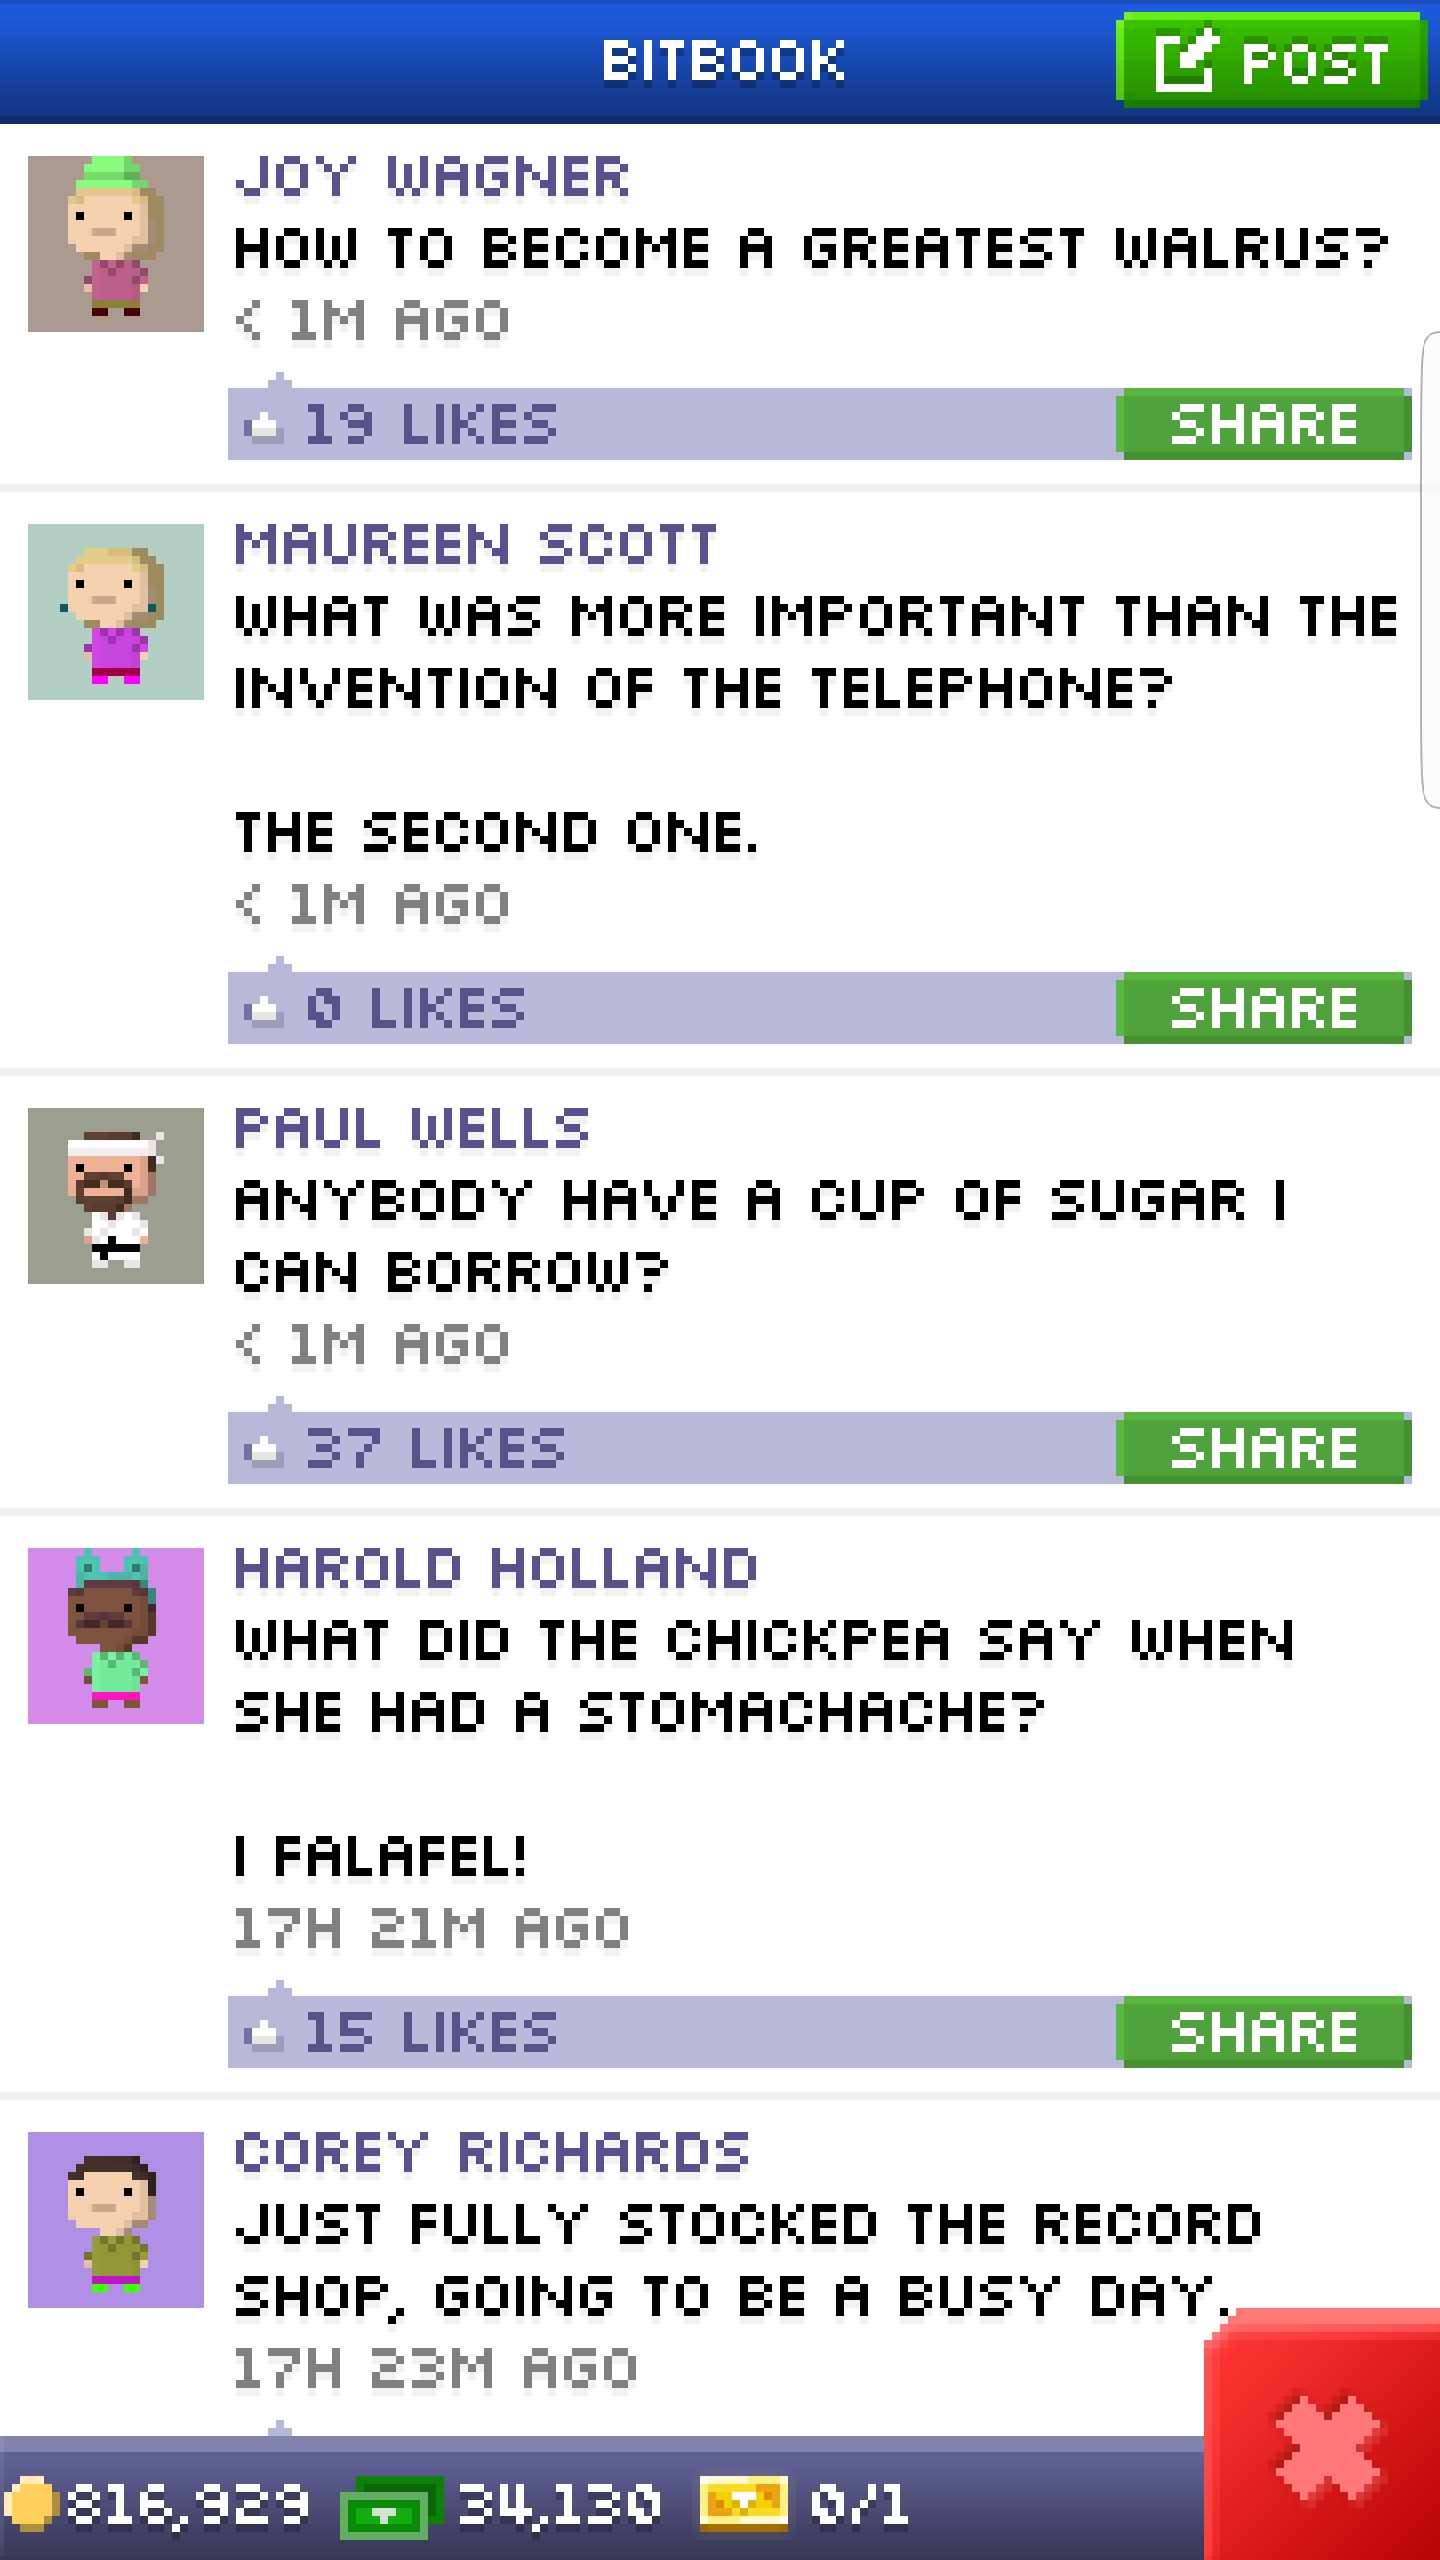 BITBOOK
POST
JOY WAGNER
HOW TO BECOME A GREATEST WALRUS?
< 1M AGO
19 LIKES
SHARE
MAUREEN SCOTT
WHAT WAS MORE IMPORTANT THAN THE
INVENTION OF THE TELEPHONE?
THE SECOND ONE.
< 1M AGO
0 LIKES
SHARE
PAUL WELLS
ANYBODY HAVE A CUP OF SUGAR I
CAN BORROW?
< 1M AGO
37 LIKES
SHARE
HAROLD HOLLAND
WHAT DID THE CHICKPEA SAY WHEN
SHE HAD A STOMACHACHE?
I FALAFEL!
17H 21M AGO
15 LIKES
SHARE
COREY RICHARDS
JUST FULLY STOCKED THE RECORD
SHOP, GOING TO BE A BUSY DAY.
17H 23M AGO
816,929 34,130 0/1